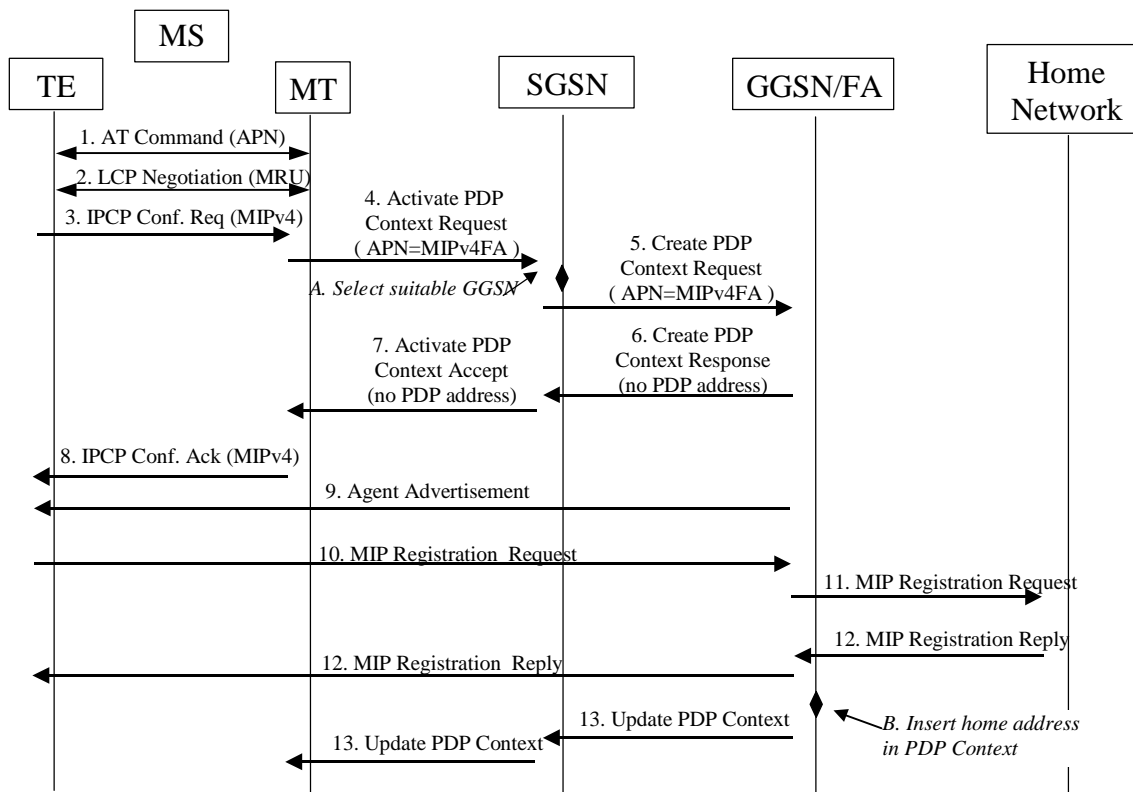 MS
TE
MT
SGSN
GGSN/FA
Home
Network
1. AT Command (APN)
2. LCP Negotiation (MRU)
3. IPCP Conf. Req (MIPv4)
4. Activate PDP
Context Request
( APN=MIPv4FA )
A. Select suitable GGSN
5. Create PDP
Context Request
( APN=MIPv4FA )
6. Create PDP
Context Response
(no PDP address)
7. Activate PDP
Context Accept
(no PDP address)
8. IPCP Conf. Ack (MIPv4)
9. Agent Advertisement
10. MIP Registration Request
11. MIP Registration Request
12. MIP Registration Reply
12. MIP Registration Reply
13. Update PDP Context
B. Insert home address
in PDP Context
13. Update PDP Context